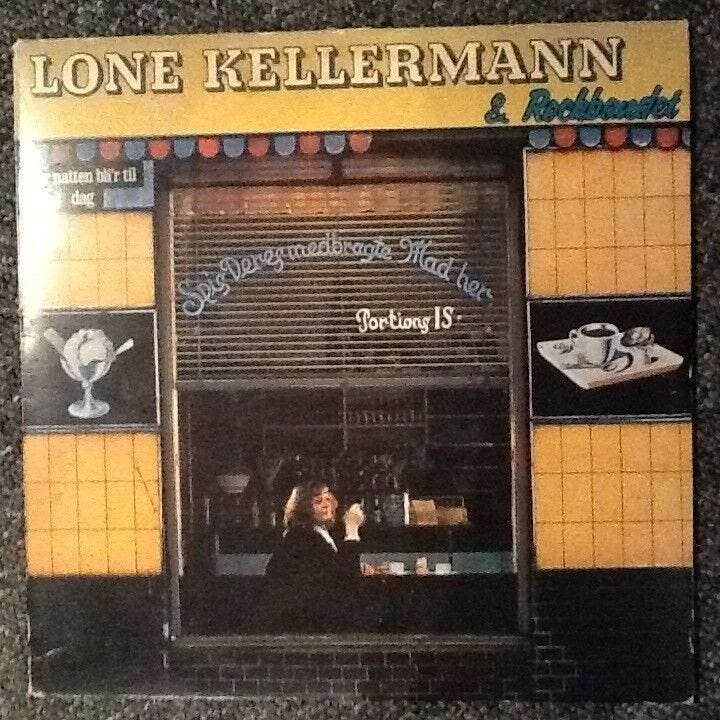 LONE KELLERMANN
& Rockbandet
natten bli'r til
dag
Spis Deres medbragte Mad her
Portions IS